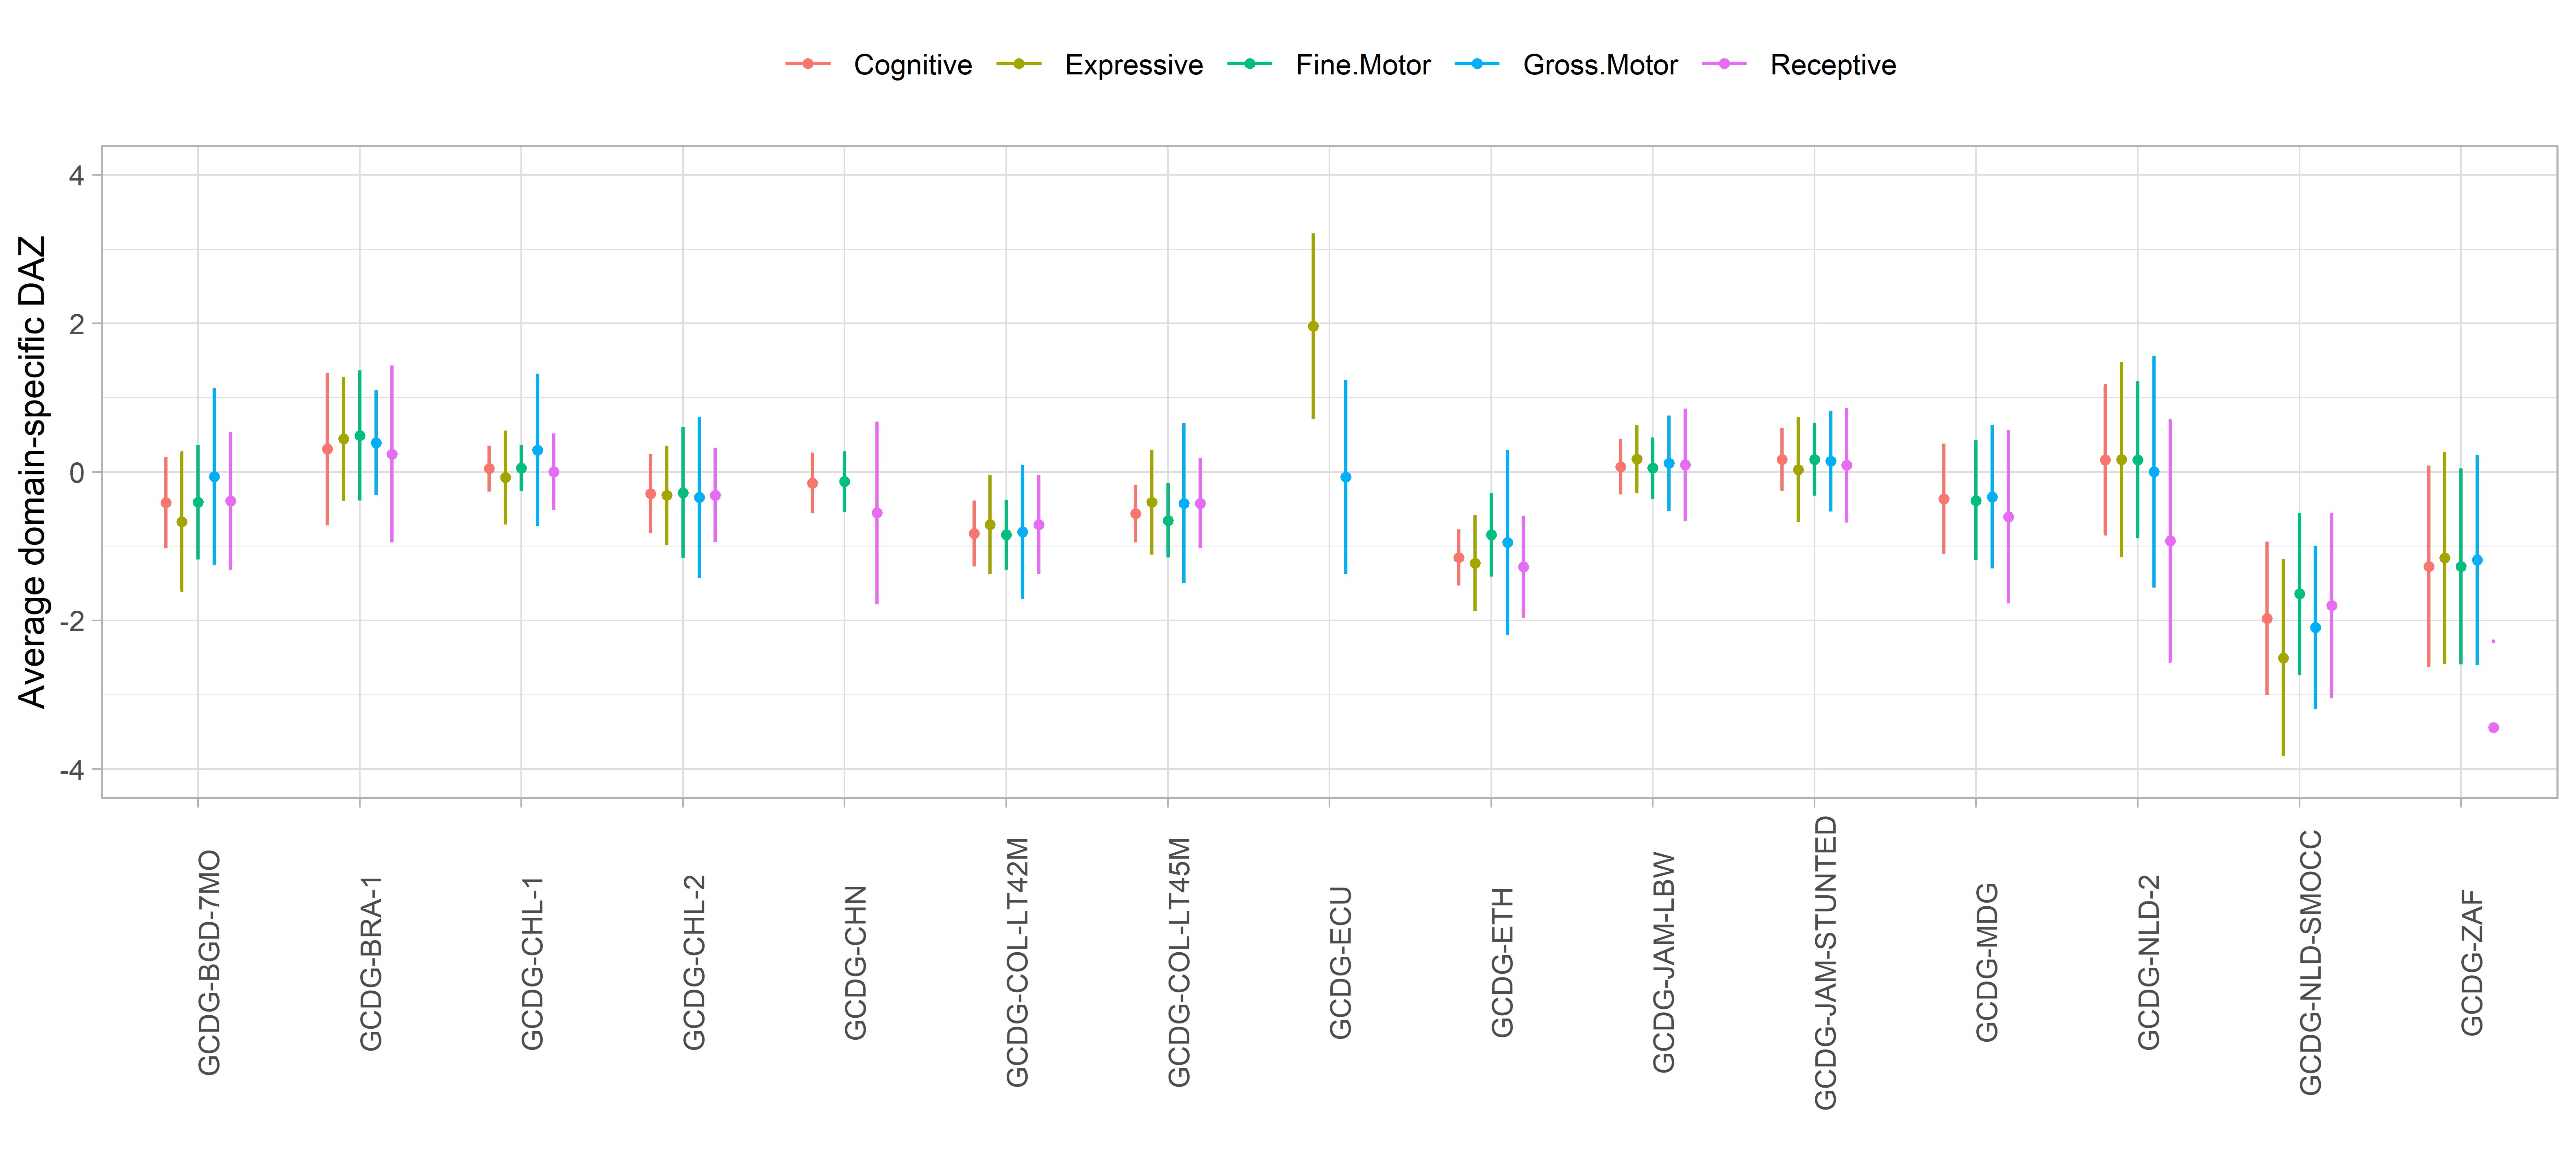 Cognitive Expressive Fine.Motor Gross.Motor Receptive
Average domain-specific DAZ
4
2
0
-2
-4
GCDG-BGD-7MO
GCDG-BRA-1
GCDG-CHL-1
GCDG-CHL-2
GCDG-CHN
GCDG-COL-LT42M
GCDG-COL-LT45M
GCDG-ECU
GCDG-ETH
GCDG-JAM-LBW
GCDG-JAM-STUNTED
GCDG-MDG
GCDG-NLD-2
GCDG-NLD-SMOCC
GCDG-ZAF